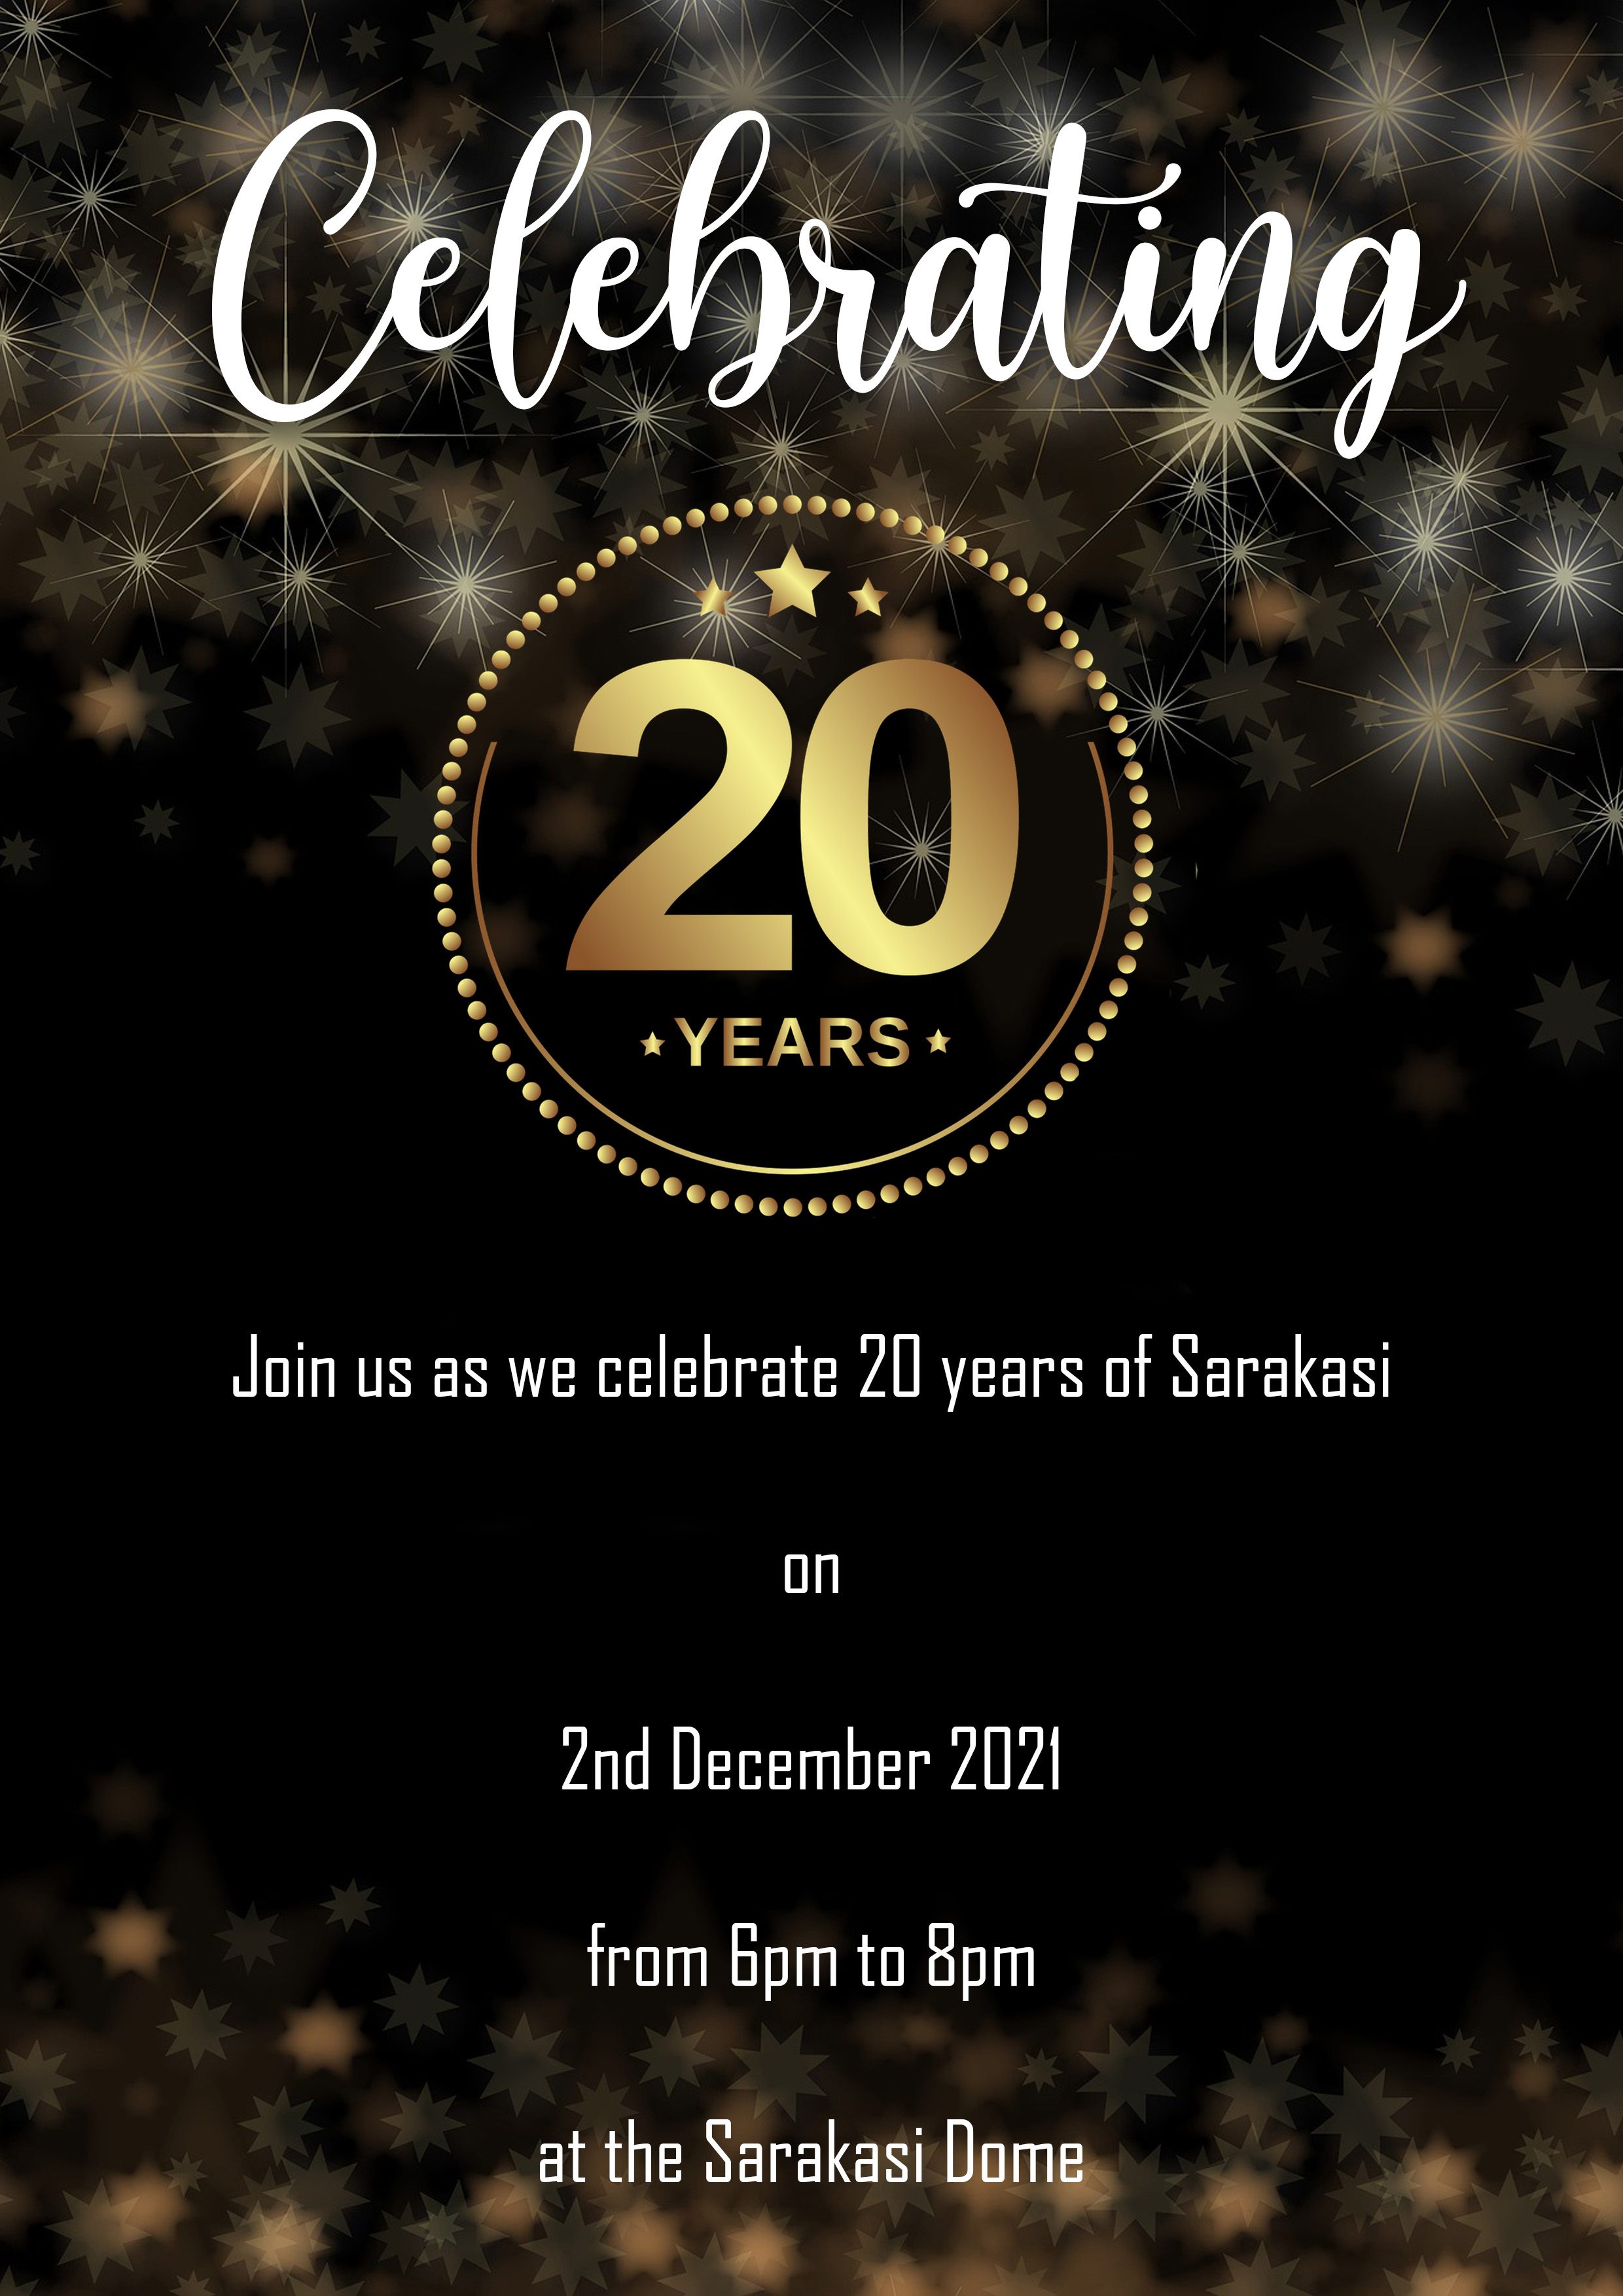 Celebrating
20
YEARS
Join us as we celebrate 20 years of Sarakasi
on
2nd December 2021
from 6pm to 8pm
at the Sarakasi Dome